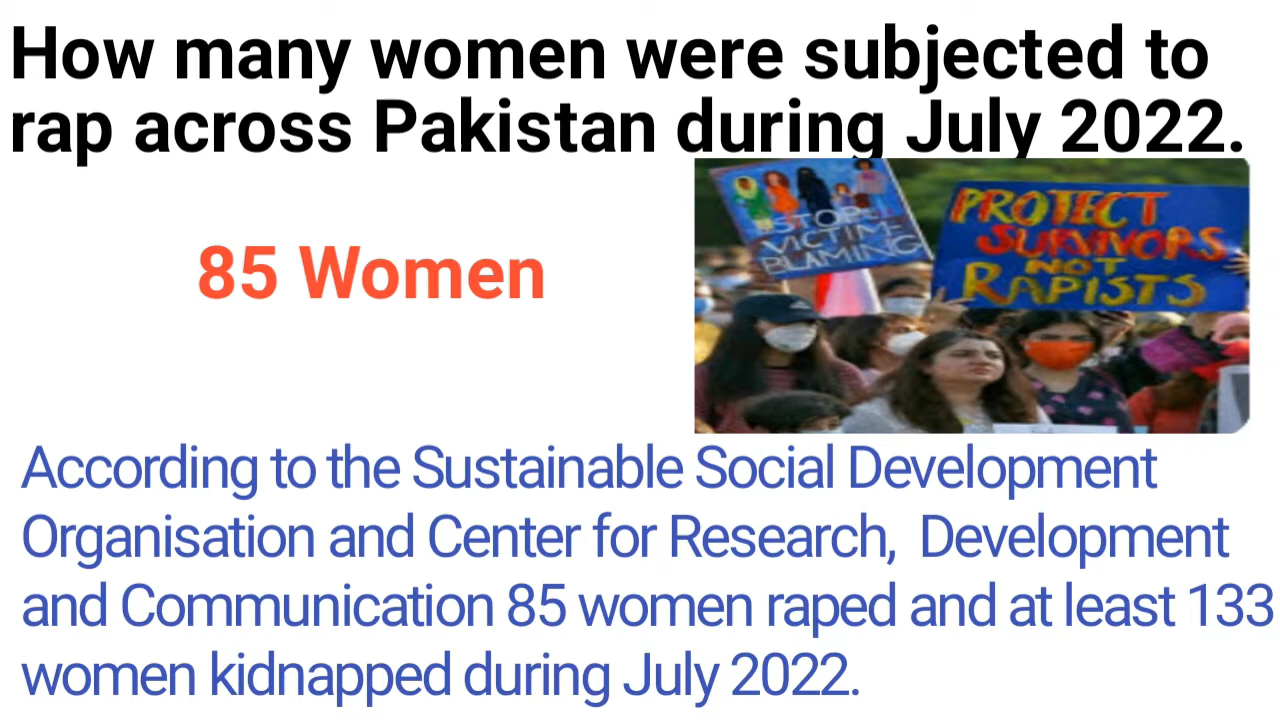 How many women were subjected to
rap across Pakistan during July 2022.
85 Women
STOP
VICTIM-
BLAMING
PROTECT
SURVIVORS
NOT
RAPISTS
According to the Sustainable Social Development
Organisation and Center for Research, Development
and Communication 85 women raped and at least 133
women kidnapped during July 2022.